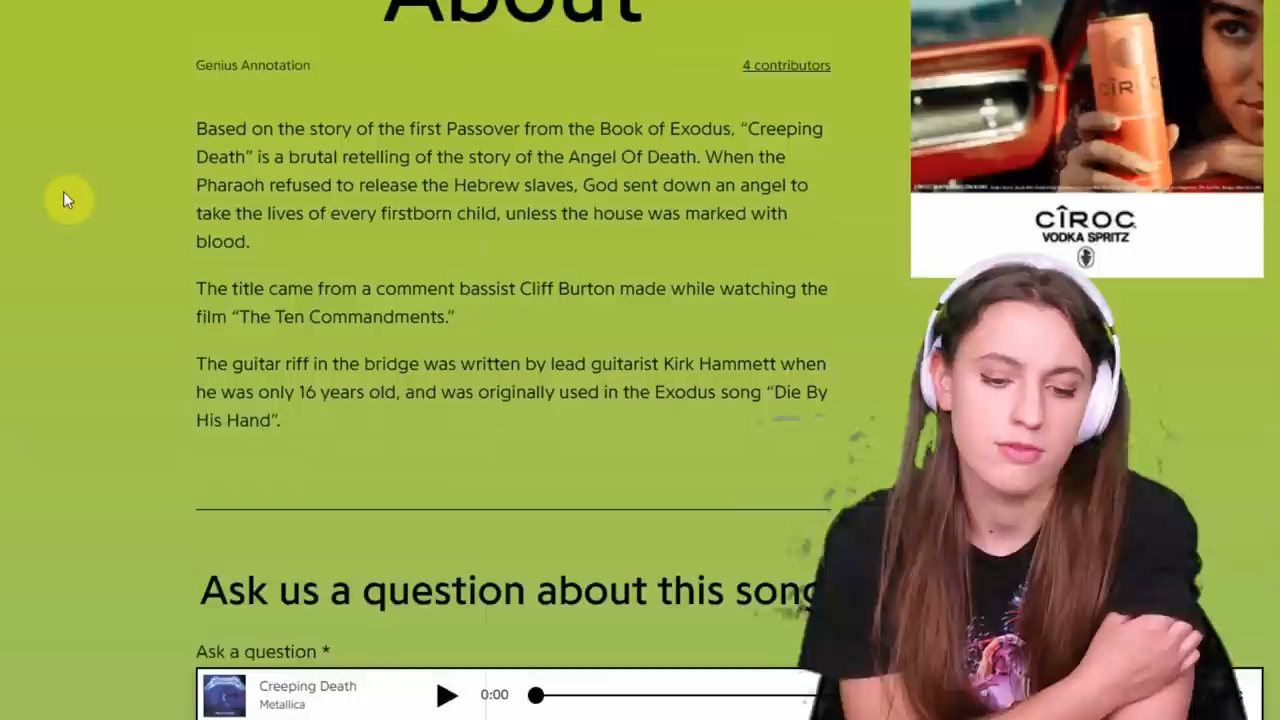 About
Genius Annotation
4 contributors
Based on the story of the first Passover from the Book of Exodus, “Creeping
Death” is a brutal retelling of the story of the Angel Of Death. When the
Pharaoh refused to release the Hebrew slaves, God sent down an angel to
take the lives of every firstborn child, unless the house was marked with
blood.
The title came from a comment bassist Cliff Burton made while watching the
film “The Ten Commandments.”
The guitar riff in the bridge was written by lead guitarist Kirk Hammett when
he was only 16 years old, and was originally used in the Exodus song “Die By
His Hand”.
CÎROC
CÎROC
VODKA SPRITZ
Ask us a question about this song
Ask a question *
Creeping Death
Metallica
0:00